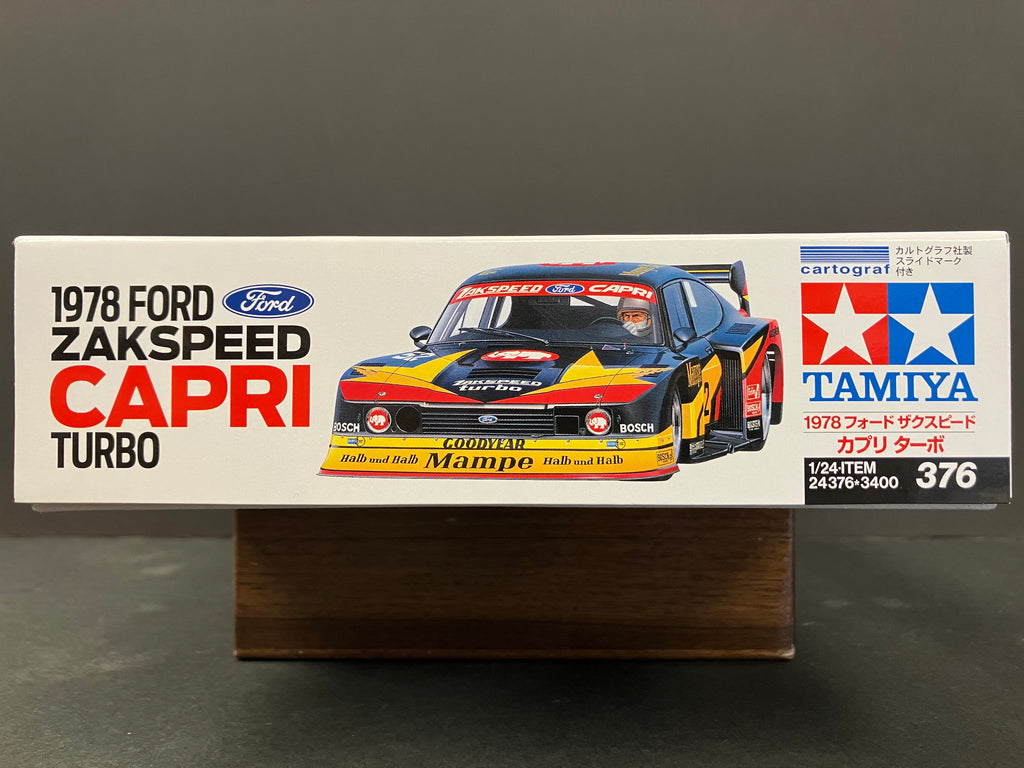 1978 FORD Ford
ZAKSPEED
CAPRI
TURBO
ZAKSPEED Ford CAPRI
ZAKSPEED
turbo
Ford
BOSCH
BOSCH
GOODYEAR
Halb und Halb Mampe Halb und Halb
BOSCH
2
cartograf
カルトグラフ社製
スライドマーク
付き
TAMIYA
1978 フォード ザクスピード
カプリ ターボ
1/24・ITEM
24376*3400
376